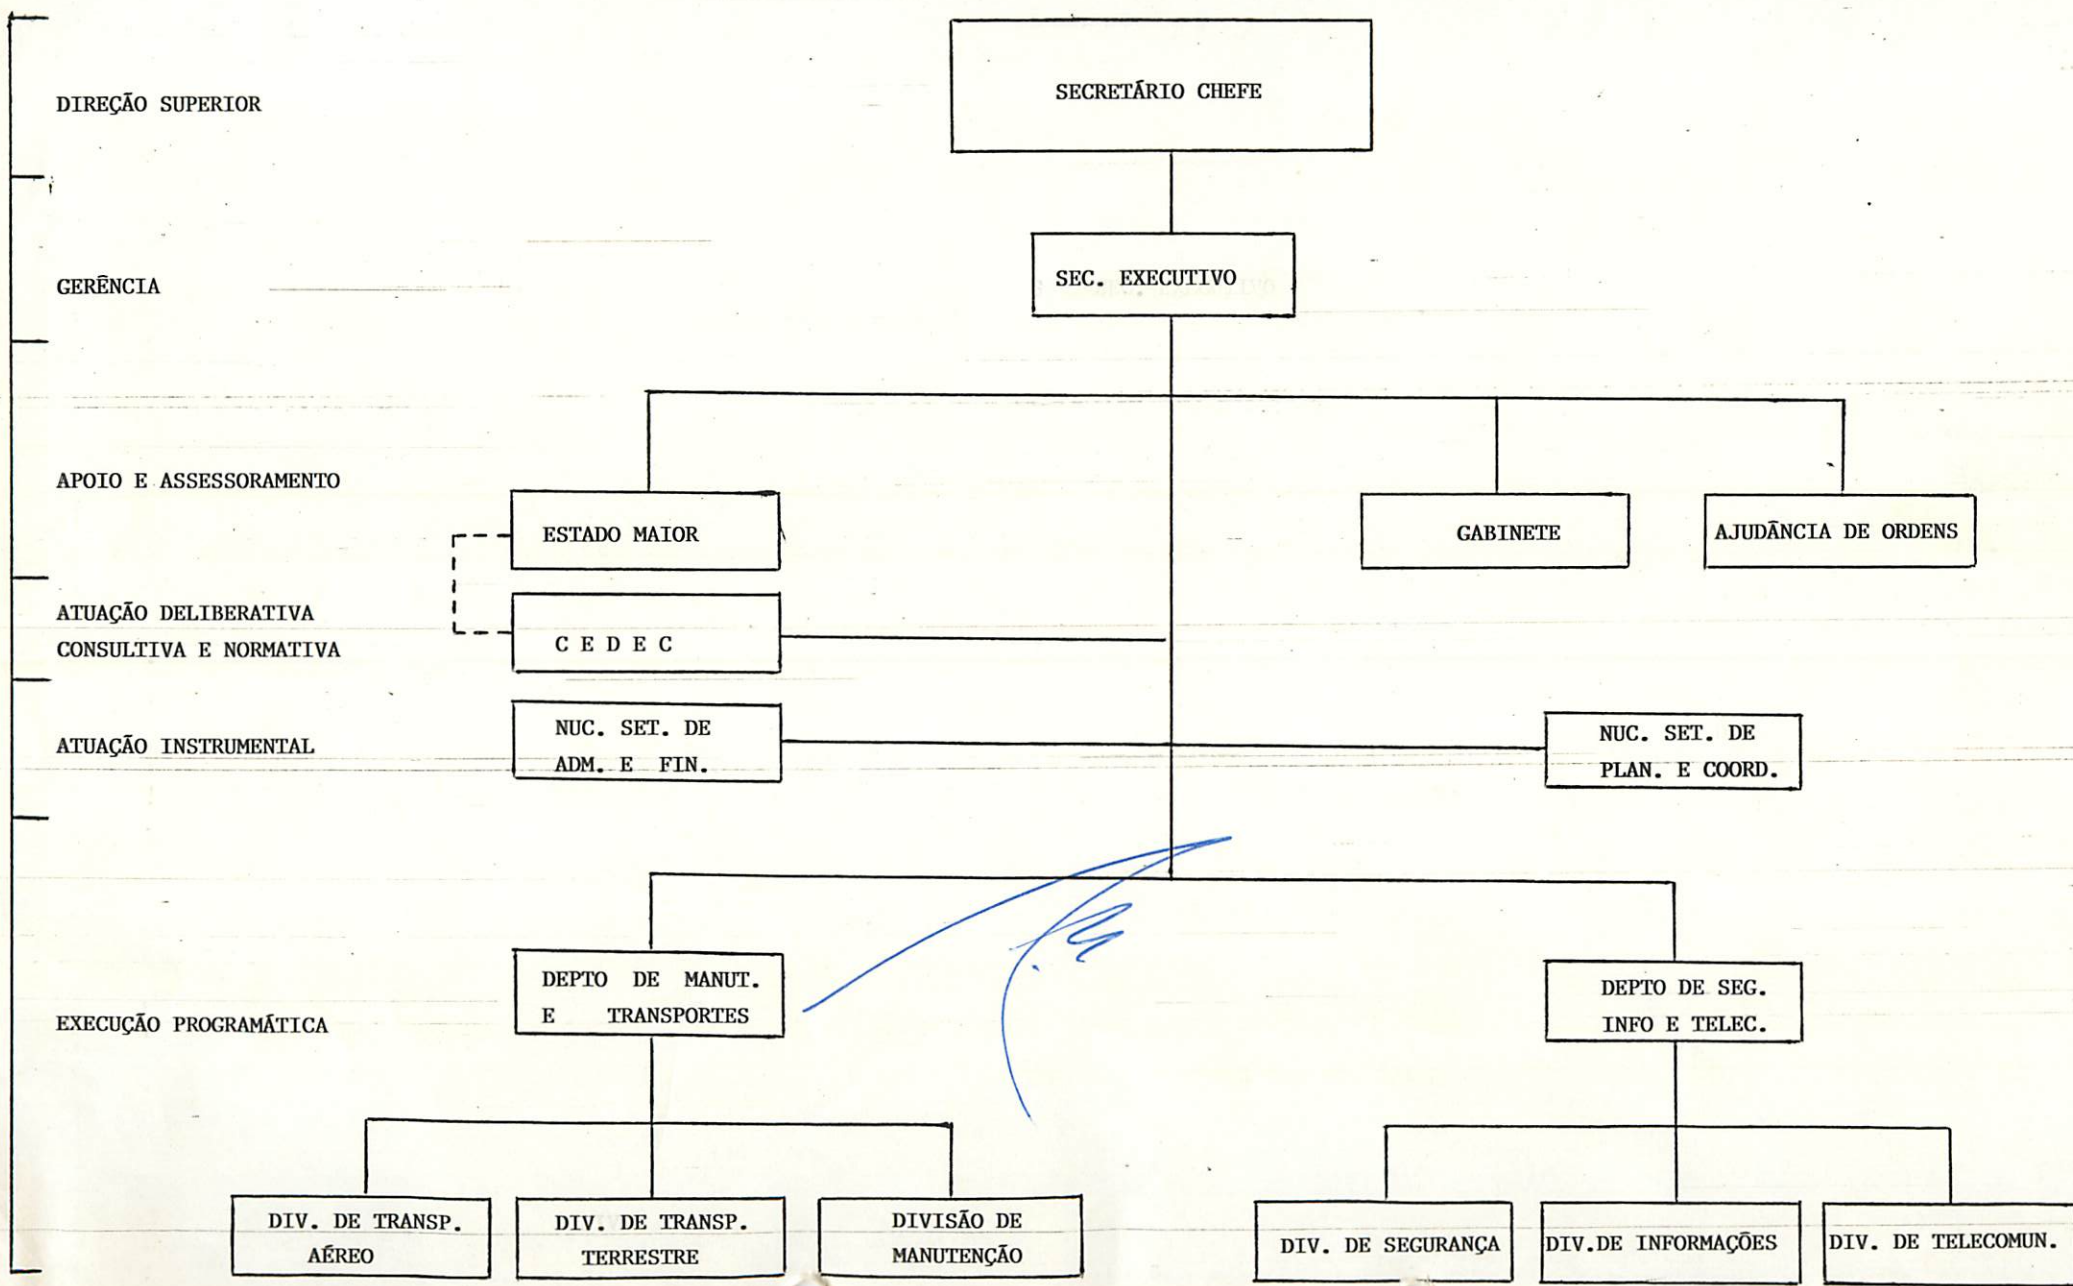 DIREÇÃO SUPERIOR
SECRETÁRIO CHEFE
GERÊNCIA
SEC. EXECUTIVO
APOIO E ASSESSORAMENTO
ESTADO MAIOR
GABINETE
AJUDÂNCIA DE ORDENS
ATUAÇÃO DELIBERATIVA
CONSULTIVA E NORMATIVA
C E D E C
ATUAÇÃO INSTRUMENTAL
NUC. SET. DE
ADM. E FIN.
NUC. SET. DE
PLAN. E COORD.
EXECUÇÃO PROGRAMÁTICA
DEPTO DE MANUT.
E TRANSPORTES
DEPTO DE SEG.
INFO E TELEC.
DIV. DE TRANSP.
AÉREO
DIV. DE TRANSP.
TERRESTRE
DIVISÃO DE
MANUTENÇÃO
DIV. DE SEGURANÇA
DIV.DE INFORMAÇÕES
DIV. DE TELECOMUN.